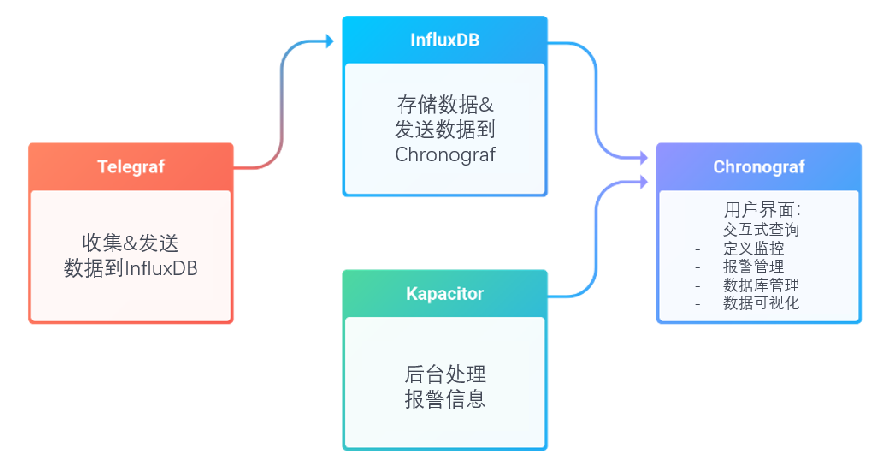 InfluxDB
存储数据&
发送数据到
Chronograf
Telegraf
收集&发送
数据到InfluxDB
Kapacitor
后台处理
报警信息
Chronograf
用户界面：
交互式查询
- 定义监控
- 报警管理
- 数据库管理
- 数据可视化